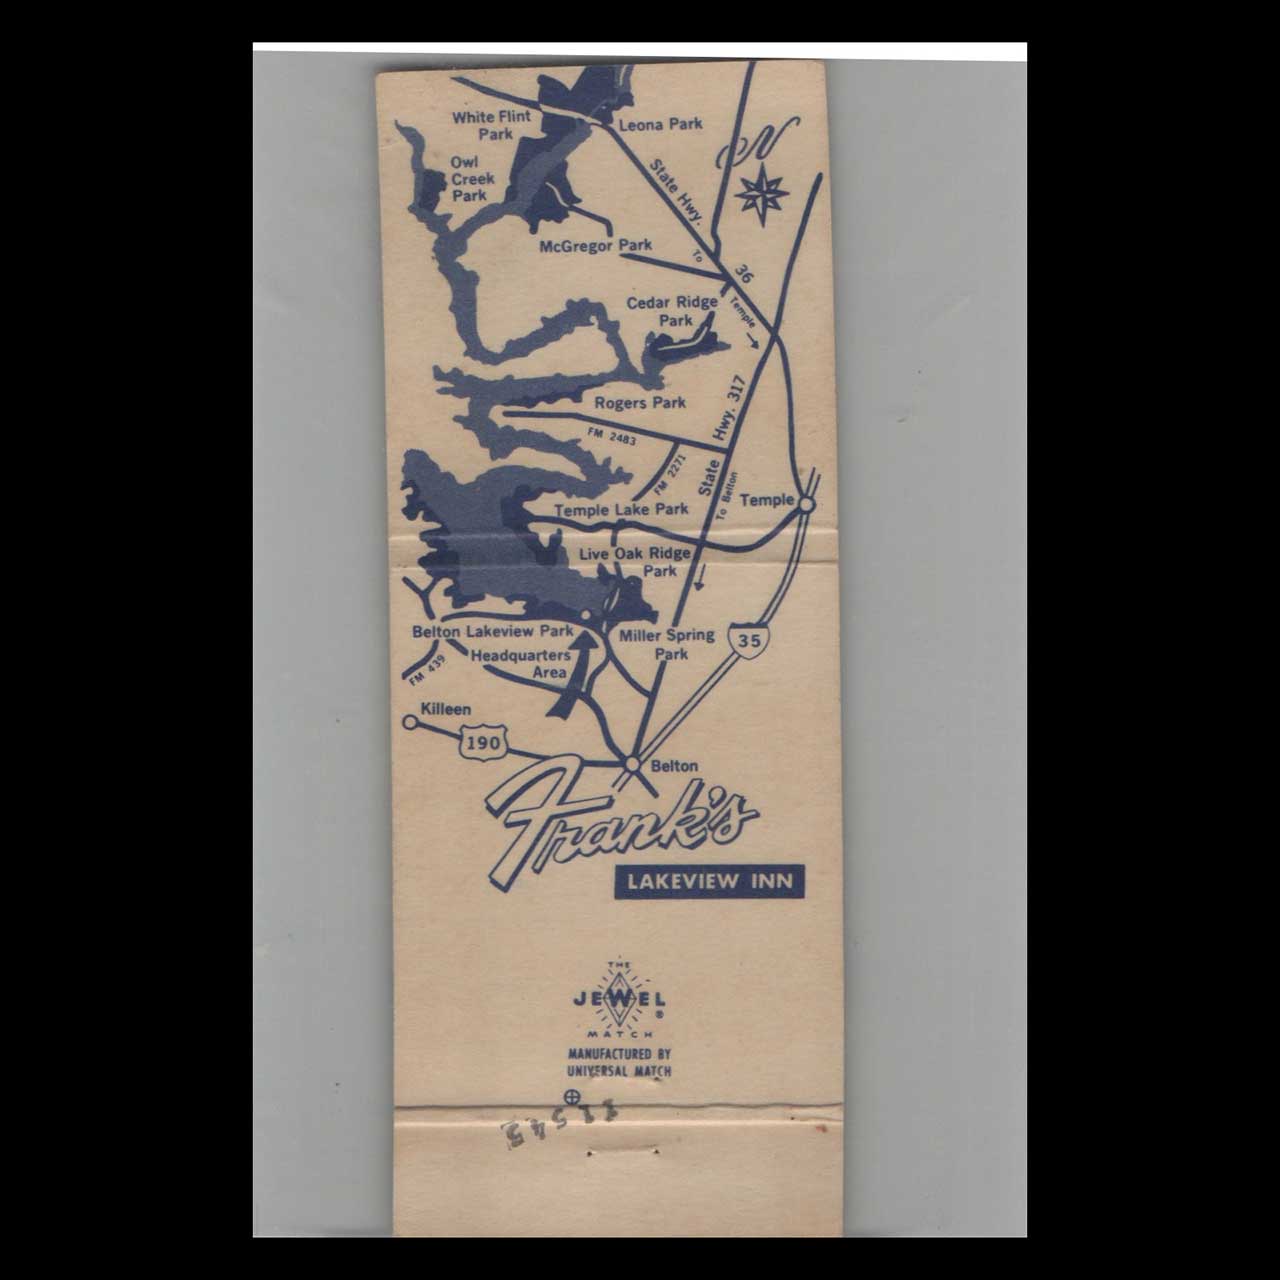 White Flint
Park
Leona Park
N
Owl
Creek
Park
State Hwy.
McGregor Park
To
36
Temple
Cedar Ridge
Park
Rogers Park
FM 2483
FM 2271
State Hwy. 317
To Belton
Temple
Temple Lake Park
Live Oak Ridge
Park
Belton Lakeview Park
Headquarters
Area
Miller Spring
Park
35
FM 439
Killeen
190
Belton
Frank's
LAKEVIEW INN
THE
JEWEL
®
MATCH
MANUFACTURED BY
UNIVERSAL MATCH